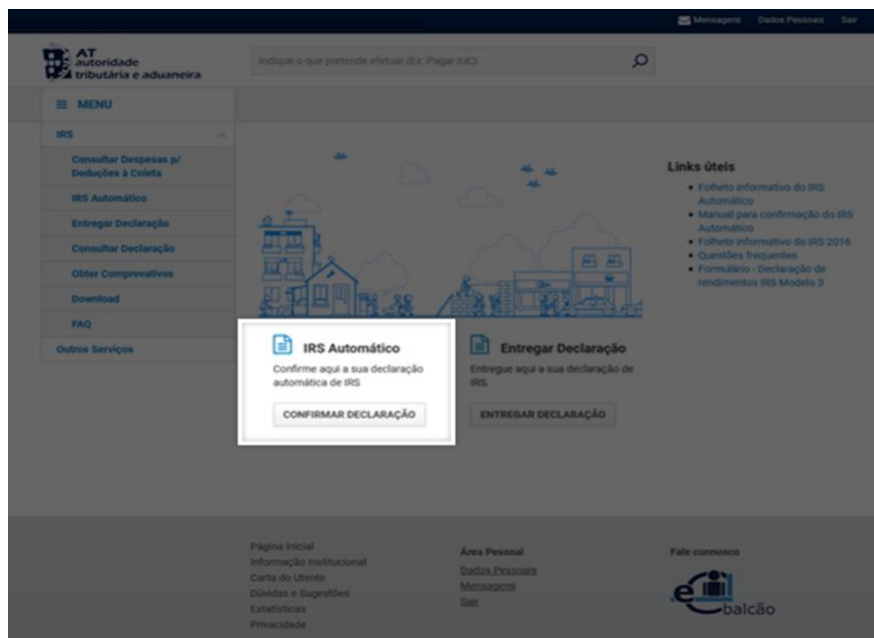 Mensagens Dados Pessoais Sair
AT
autoridade
tributária e aduaneira
Indique o que pretende efetuar (Ex: Pagar IUC)
MENU
IRS
Consultar Despesas p/
Deduções à Coleta
IRS Automático
Entregar Declaração
Consultar Declaração
Obter Comprovativos
Download
FAQ
Outros Serviços
Links úteis
Folheto informativo do IRS
Automático
Manual para confirmação do IRS
Automático
Folheto informativo do IRS 2016
Questões frequentes
Formulário - Declaração de
rendimentos IRS Modelo 3
IRS Automático
Confirme aqui a sua declaração
automática de IRS
CONFIRMAR DECLARAÇÃO
Entregar Declaração
Entregue aqui a sua declaração de
IRS.
ENTREGAR DECLARAÇÃO
Página Inicial
Informação Institucional
Carta do Utente
Dúvidas e Sugestões
Estatísticas
Privacidade
Área Pessoal
Dados Pessoais
Mensagens
Sair
Fale connosco
e balcão